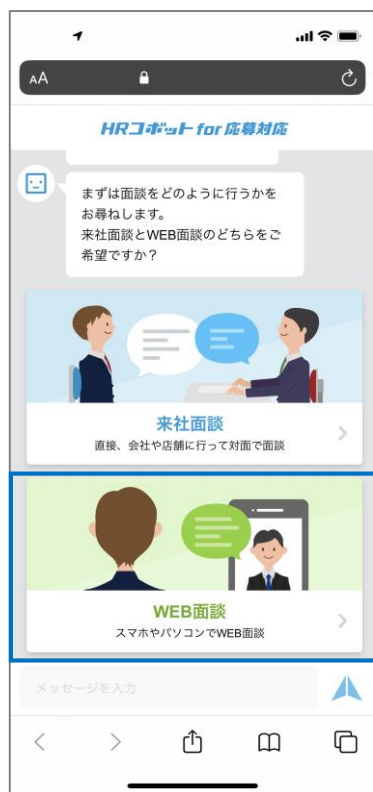 AA
HRコボット for 応募対応
まずは面談をどのように行うかを
お尋ねします。
来社面談とWEB面談のどちらをご
希望ですか？
来社面談
直接、会社や店舗に行って対面で面談
WEB面談
スマホやパソコンでWEB面談
メッセージを入力